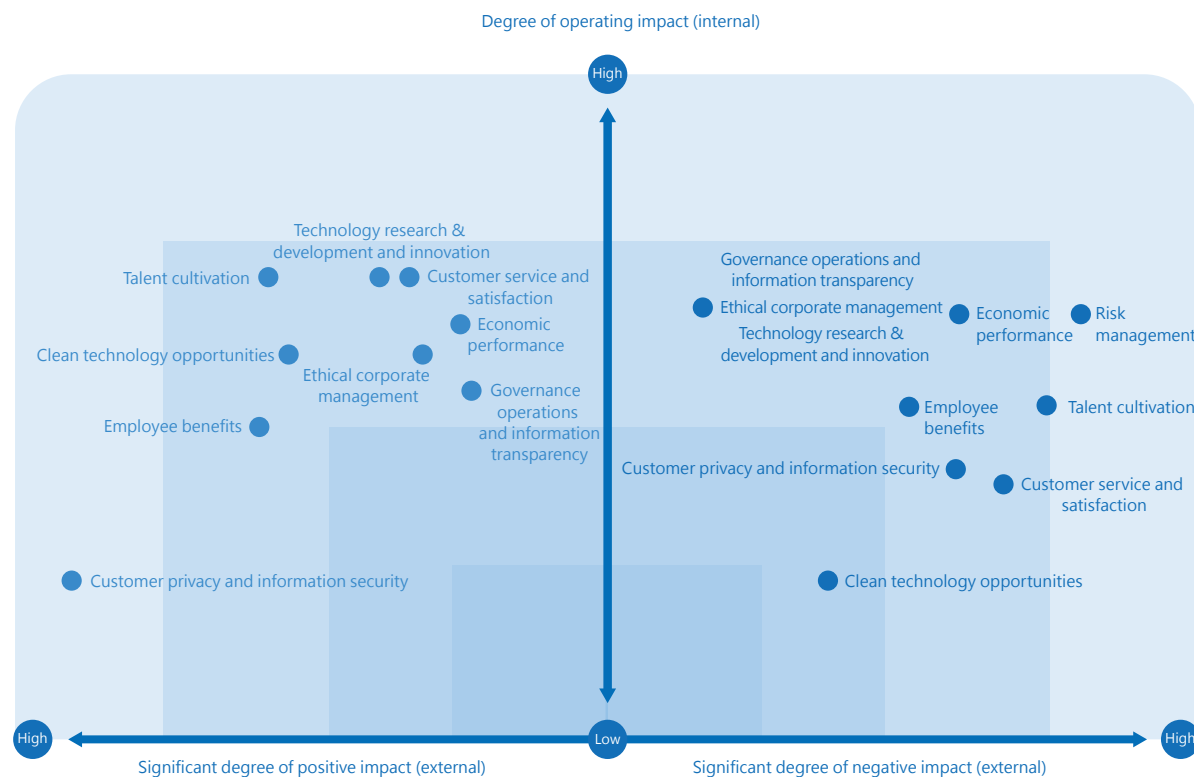 Degree of operating impact (internal)
High
Technology research &
development and innovation
Talent cultivation
Customer service and
satisfaction
Economic
performance
Clean technology opportunities
Ethical corporate
management
Governance
operations
and information
transparency
Employee benefits
Customer privacy and information security
Governance operations and
information transparency
Ethical corporate management
Technology research &
development and innovation
Economic
performance
Risk
management
Employee
benefits
Talent cultivation
Customer privacy and information security
Customer service and
satisfaction
Clean technology opportunities
High
Low
High
Significant degree of positive impact (external)
Significant degree of negative impact (external)